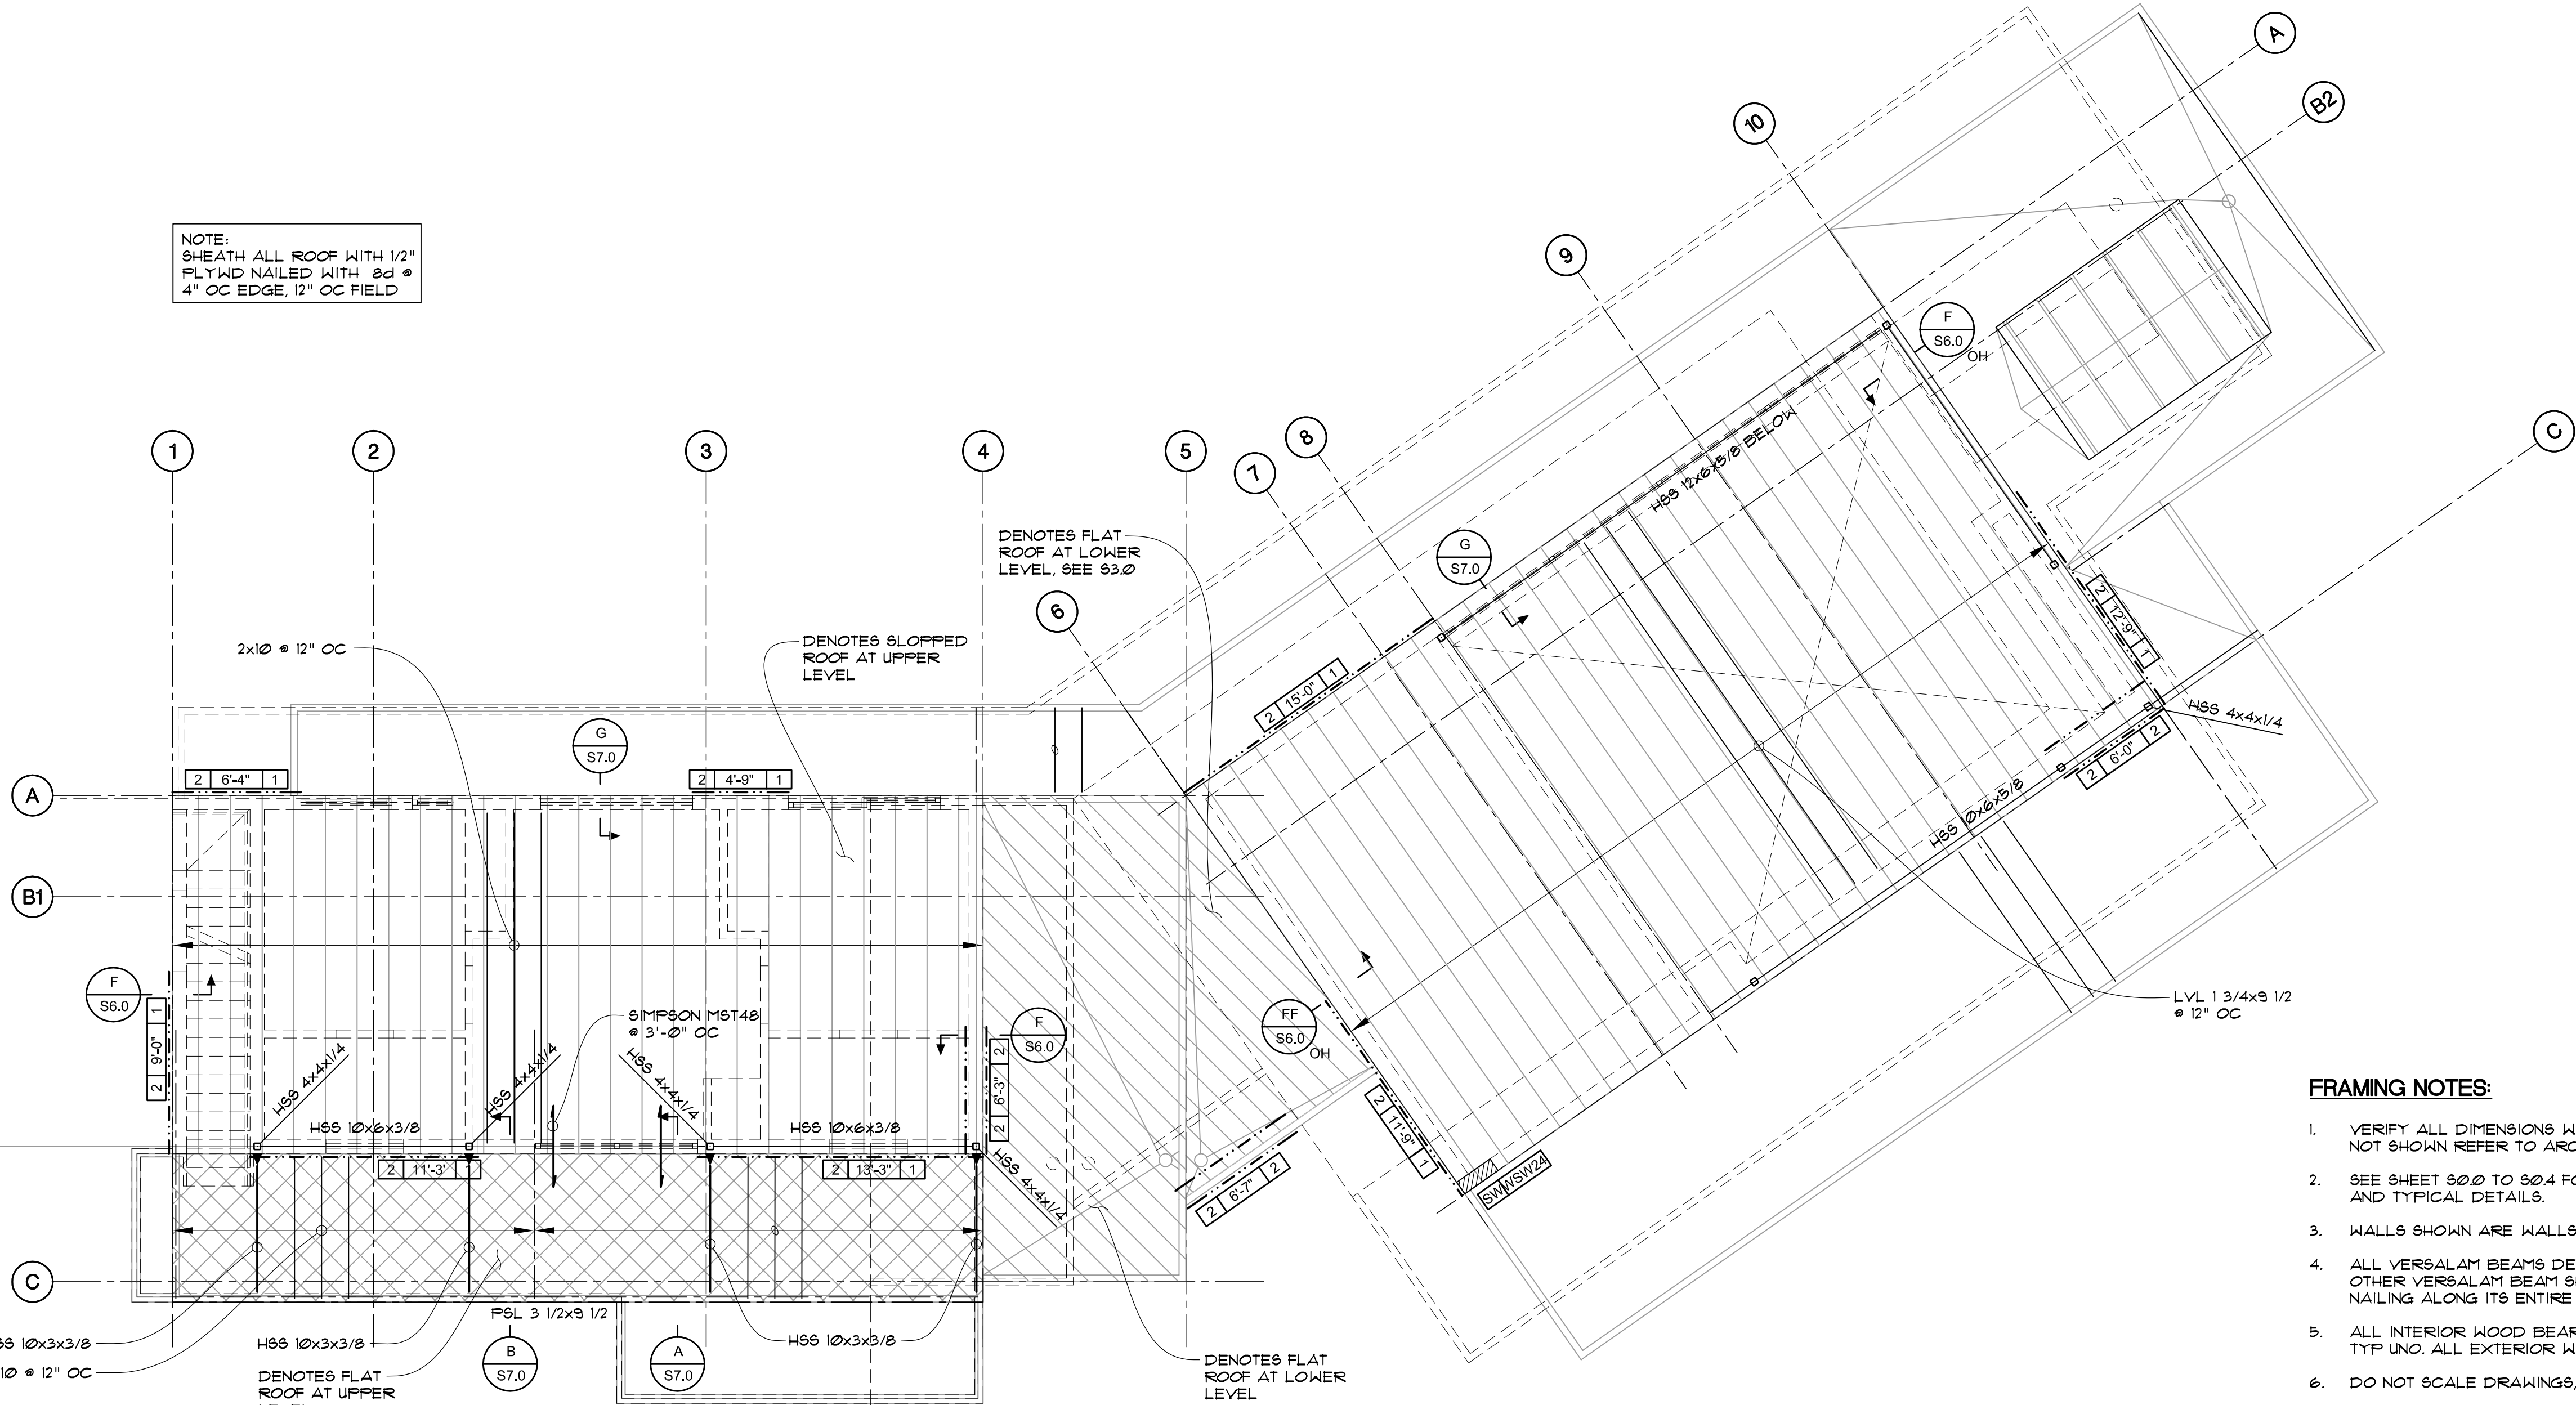 NOTE:
SHEATH ALL ROOF WITH 1/2"
PLYWD NAILED WITH 8d @
4" OC EDGE, 12" OC FIELD
A
B2
10
9
F
S6.0
OH
C
1
2
3
4
5
8
7
6
HSS 12x6x5/8 BELOW
G
S7.0
DENOTES FLAT
ROOF AT LOWER
LEVEL, SEE S3.0
2x10 @ 12" OC
DENOTES SLOPPED
ROOF AT UPPER
LEVEL
2 15'-0" 1
2 12'-9" 1
HSS 4x4x1/4
2 6'-0" 2
HSS 10x6x5/8
G
S7.0
2 6'-4" 1
2 4'-9" 1
A
B1
F
S6.0
2 9'-0" 1
SIMPSON MST48
@ 3'-0" OC
F
S6.0
2 6'-3" 2
FF
S6.0
OH
LVL 1 3/4x9 1/2
@ 12" OC
HSS 4x4x1/4
HSS 4x4x1/4
HSS 4x4x1/4
HSS 10x6x3/8
HSS 10x6x3/8
HSS 4x4x1/4
2 11'-3' 1
2 13'-3" 1
2 11'-9" 1
2 6'-7" 2
SWWSW24
C
PSL 3 1/2x9 1/2
SS 10x3x3/8
10 @ 12" OC
HSS 10x3x3/8
DENOTES FLAT
ROOF AT UPPER
B
S7.0
A
S7.0
HSS 10x3x3/8
DENOTES FLAT
ROOF AT LOWER
LEVEL
FRAMING NOTES:
1. VERIFY ALL DIMENSIONS W
NOT SHOWN REFER TO ARC
2. SEE SHEET S0.0 TO S0.4 FO
AND TYPICAL DETAILS.
3. WALLS SHOWN ARE WALLS
4. ALL VERSALAM BEAMS DE
OTHER VERSALAM BEAM S
NAILING ALONG ITS ENTIRE
5. ALL INTERIOR WOOD BEAR
TYP UNO. ALL EXTERIOR W
6. DO NOT SCALE DRAWINGS,